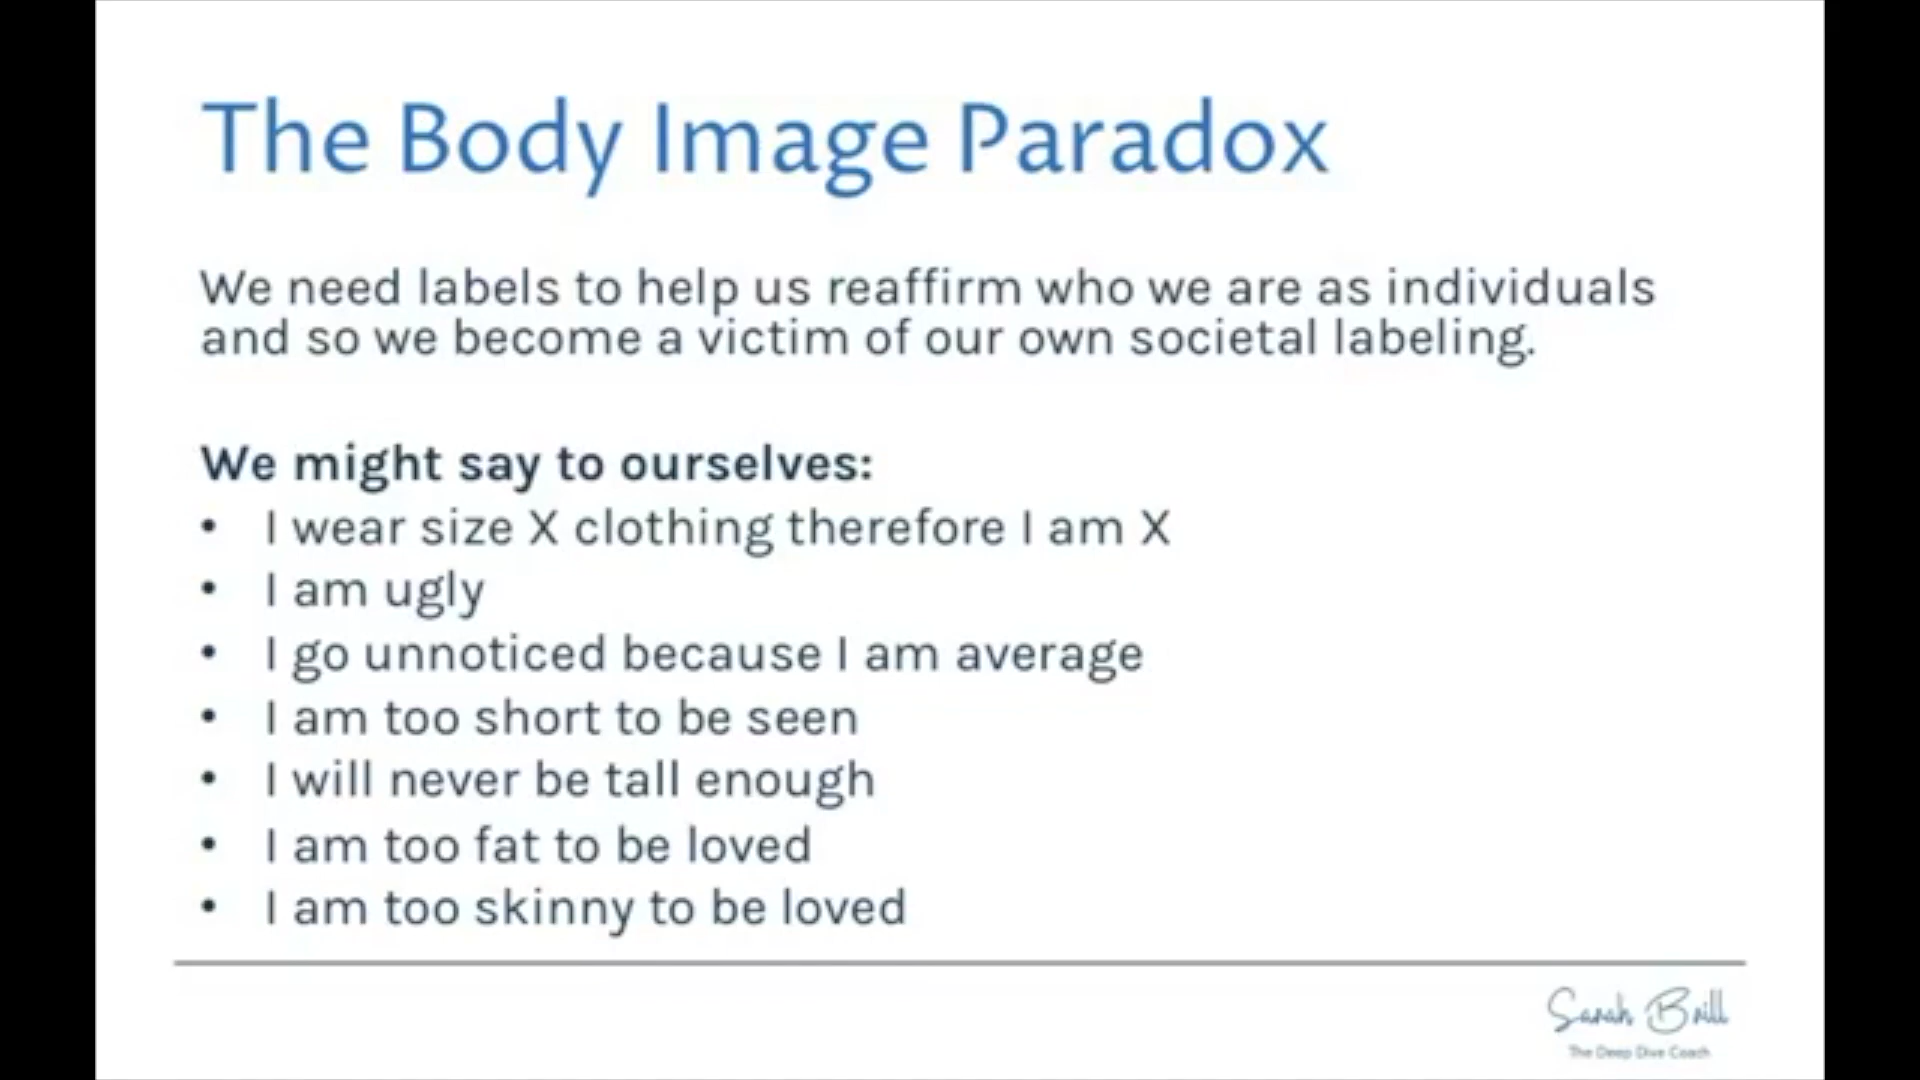 The Body Image Paradox
We need labels to help us reaffirm who we are as individuals
and so we become a victim of our own societal labeling.
We might say to ourselves:
• I wear size X clothing therefore I am X
• I am ugly
• I go unnoticed because I am average
• I am too short to be seen
• I will never be tall enough
• I am too fat to be loved
• I am too skinny to be loved
Sarah Brill
The Deep Dive Coach